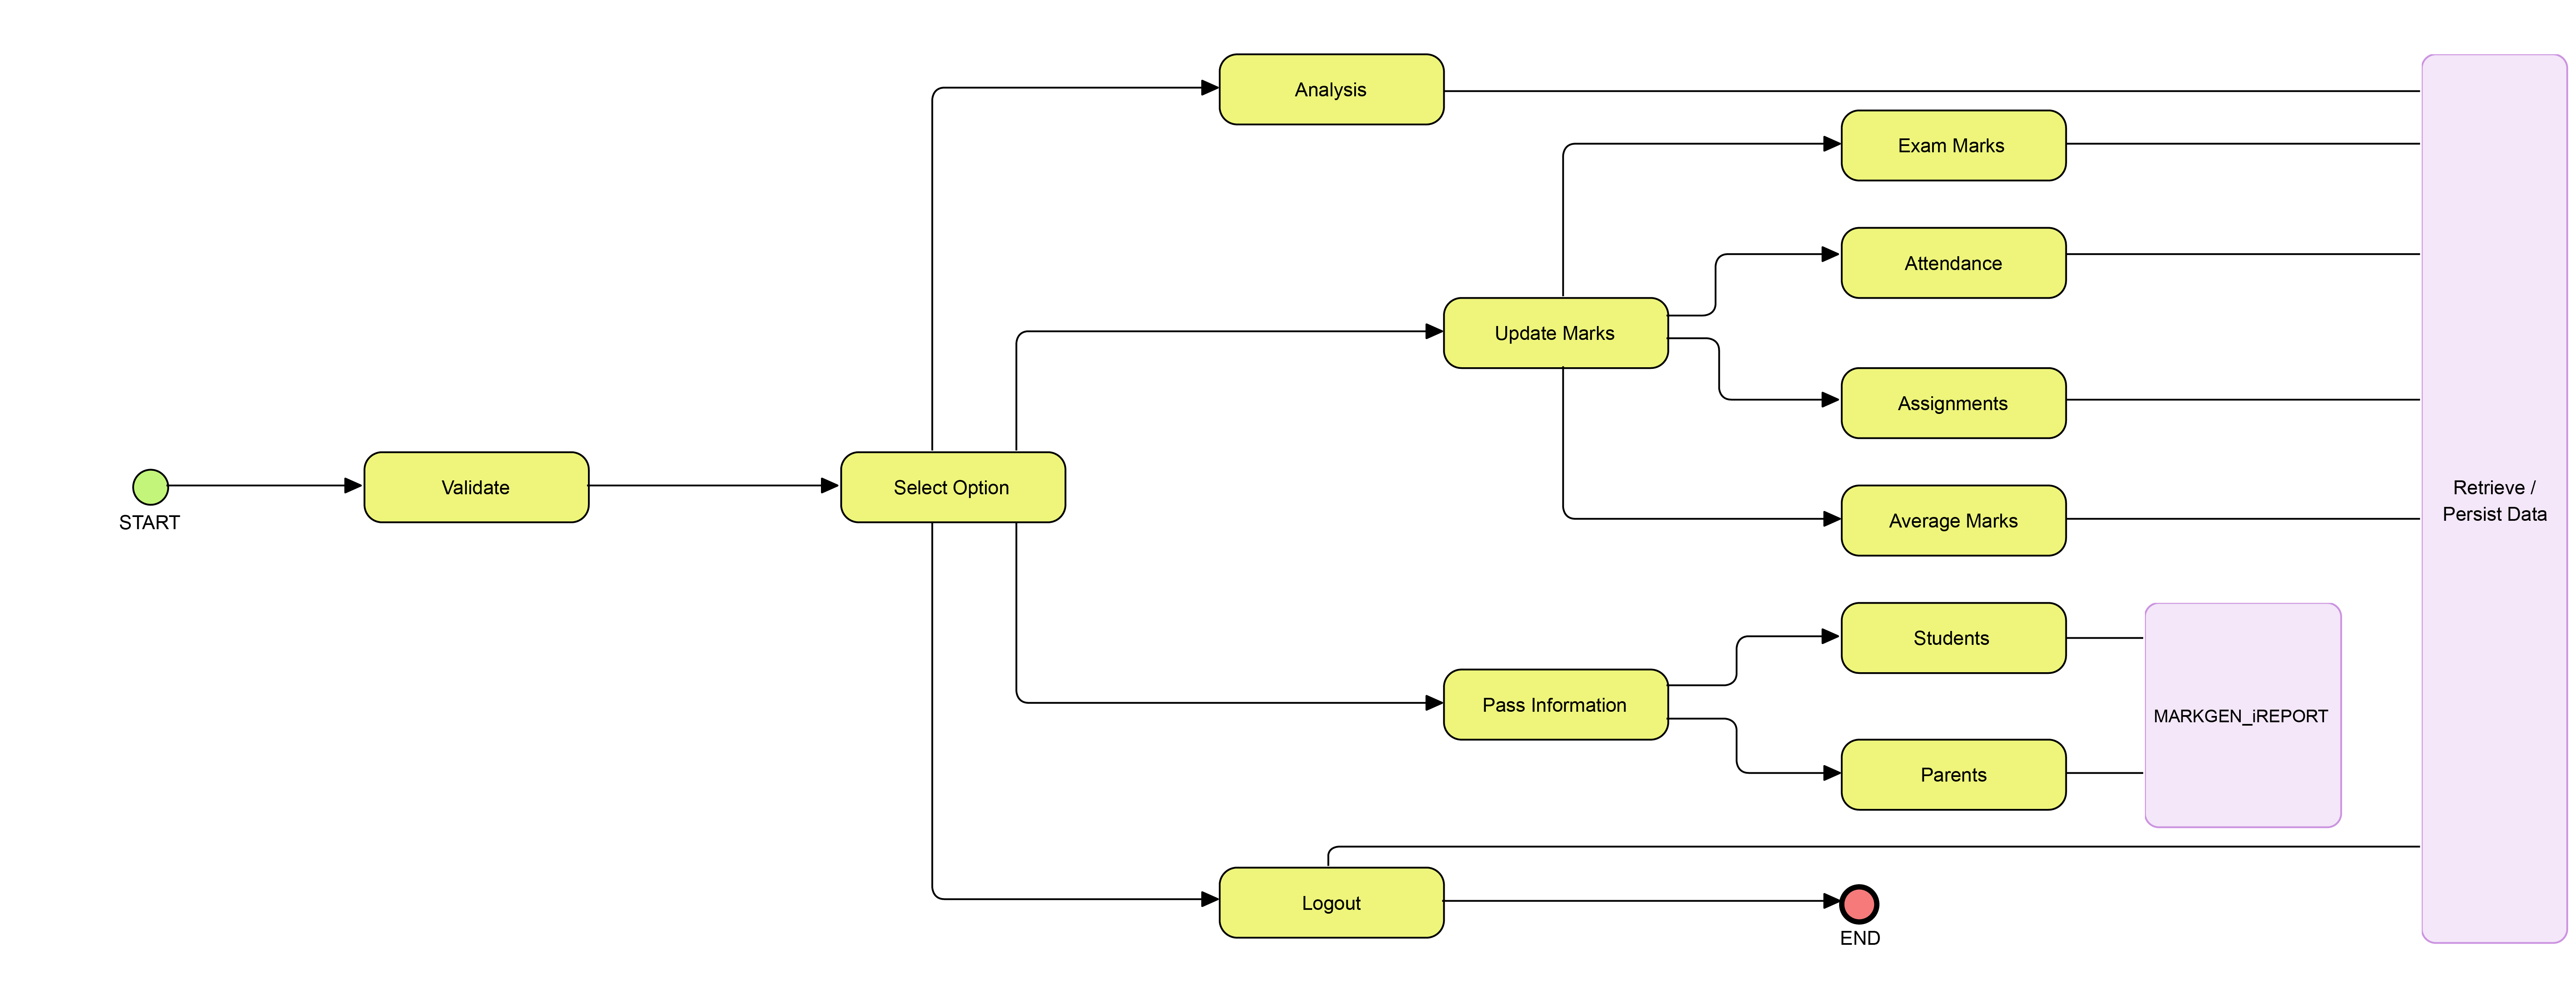 START
Validate
Select Option
Analysis
Update Marks
Exam Marks
Attendance
Assignments
Average Marks
Pass Information
Students
Parents
MARKGEN_iREPORT
Logout
END
Retrieve /
Persist Data